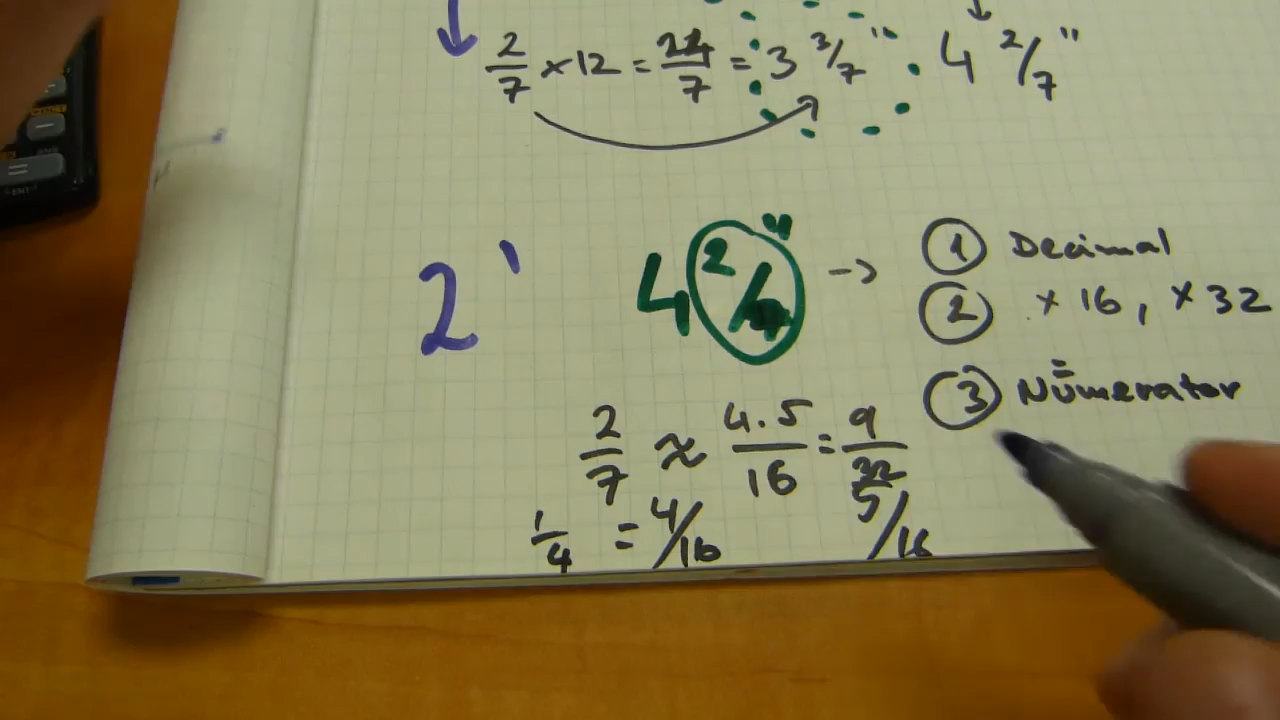 2/7 × 12 = 24/7 = 3 3/7" 4 2/7"
2' 4 2/7" -> ① Decimal
② × 16, × 32
③ Numerator
2/7 ≈ 4.5/16 = 9/32
1/4 = 4/16 5/16